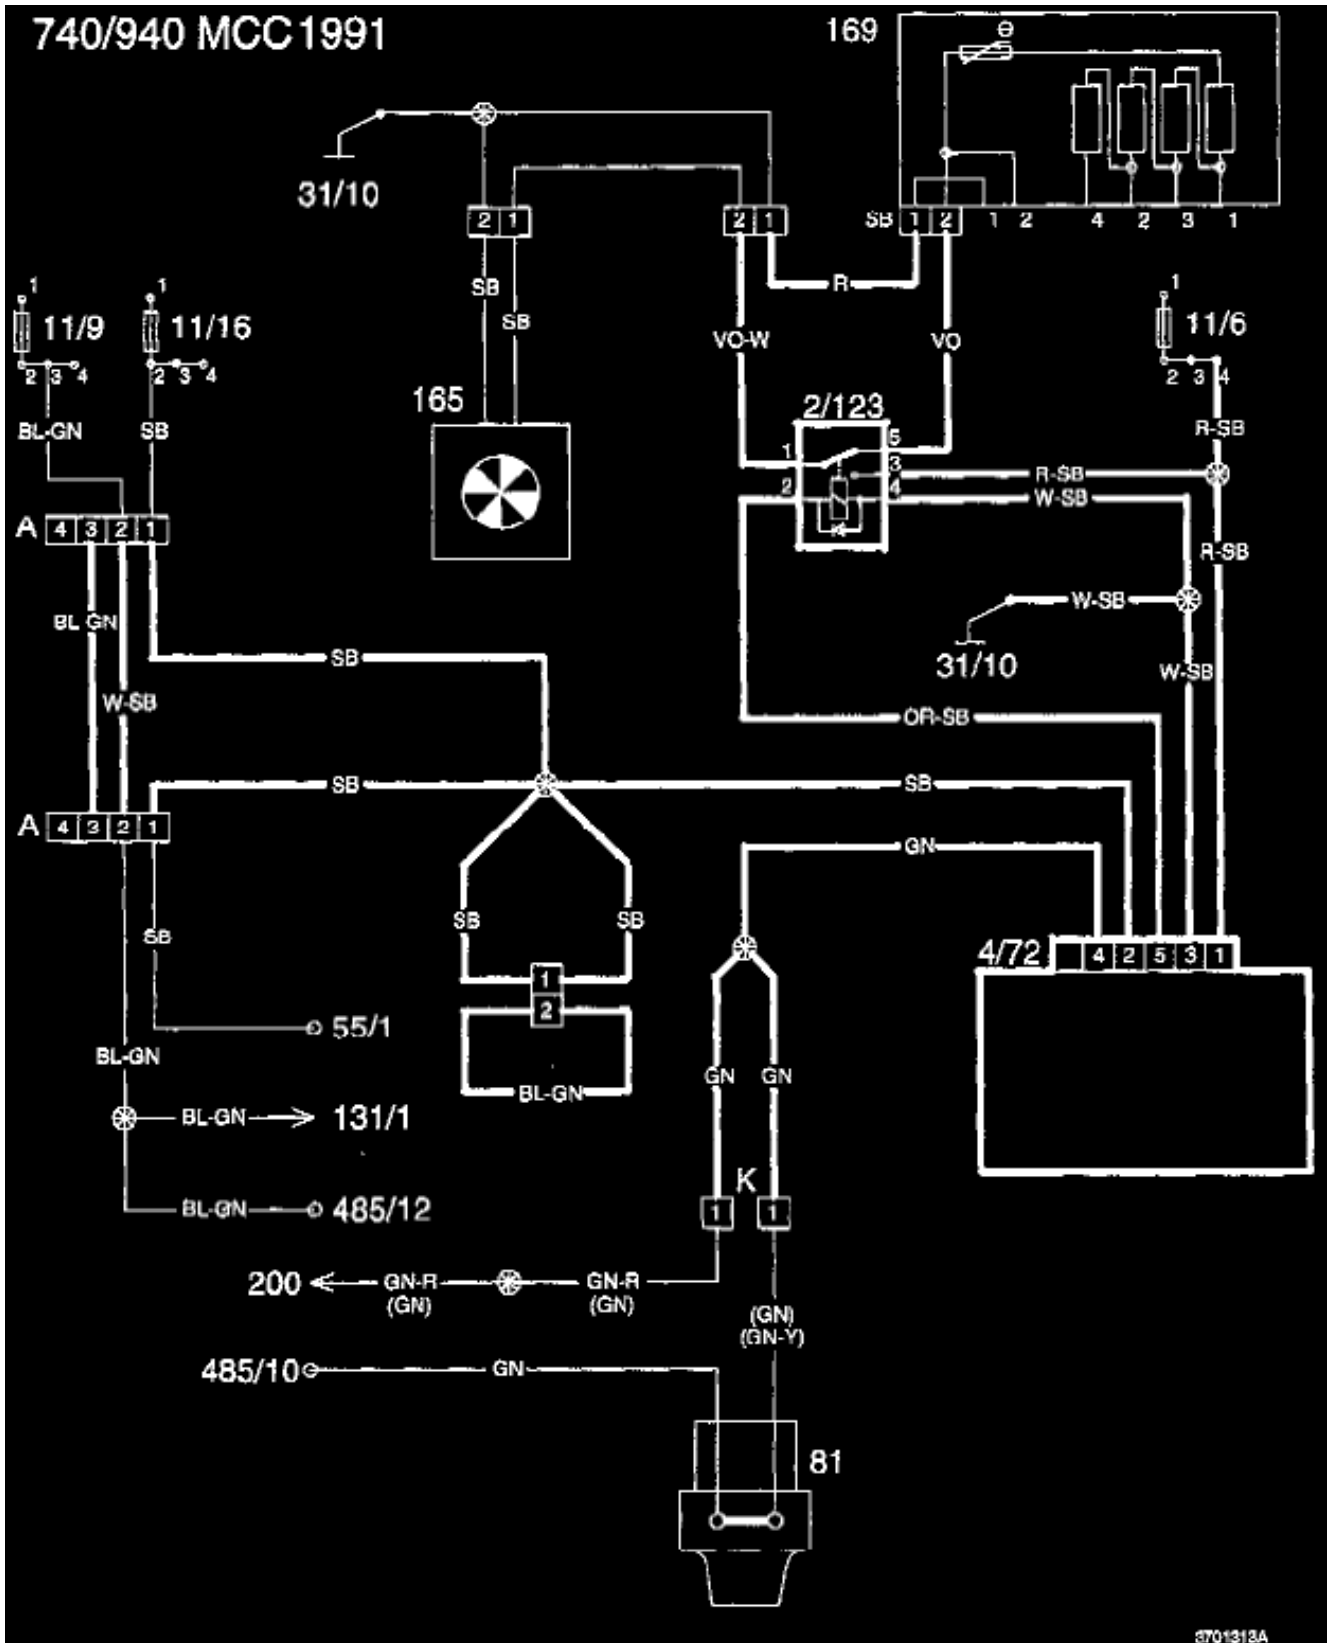 740/940 MCC 1991
169
31/10
2 1
2 1
SB 1 2 1 2 4 2 3 1
SB
R
SB
1
11/9
2 3 4
1
11/16
2 3 4
VO-W
VO
1
11/6
2 3 4
165
2/123
BL-GN
SB
R-SB
1
5
3
2
4
R-SB
W-SB
A 4 3 2 1
R-SB
BL GN
W-SB
31/10
SB
W-SB
W-SB
OR-SB
SB
SB
A 4 3 2 1
GN
SB
SB
SB
4/72 4 2 5 3 1
1
2
55/1
BL-GN
GN
GN
BL-GN
BL-GN
131/1
K
BL-GN
485/12
1
1
200
GN-R
(GN)
GN-R
(GN)
(GN)
(GN-Y)
485/10
GN
81
3701313A